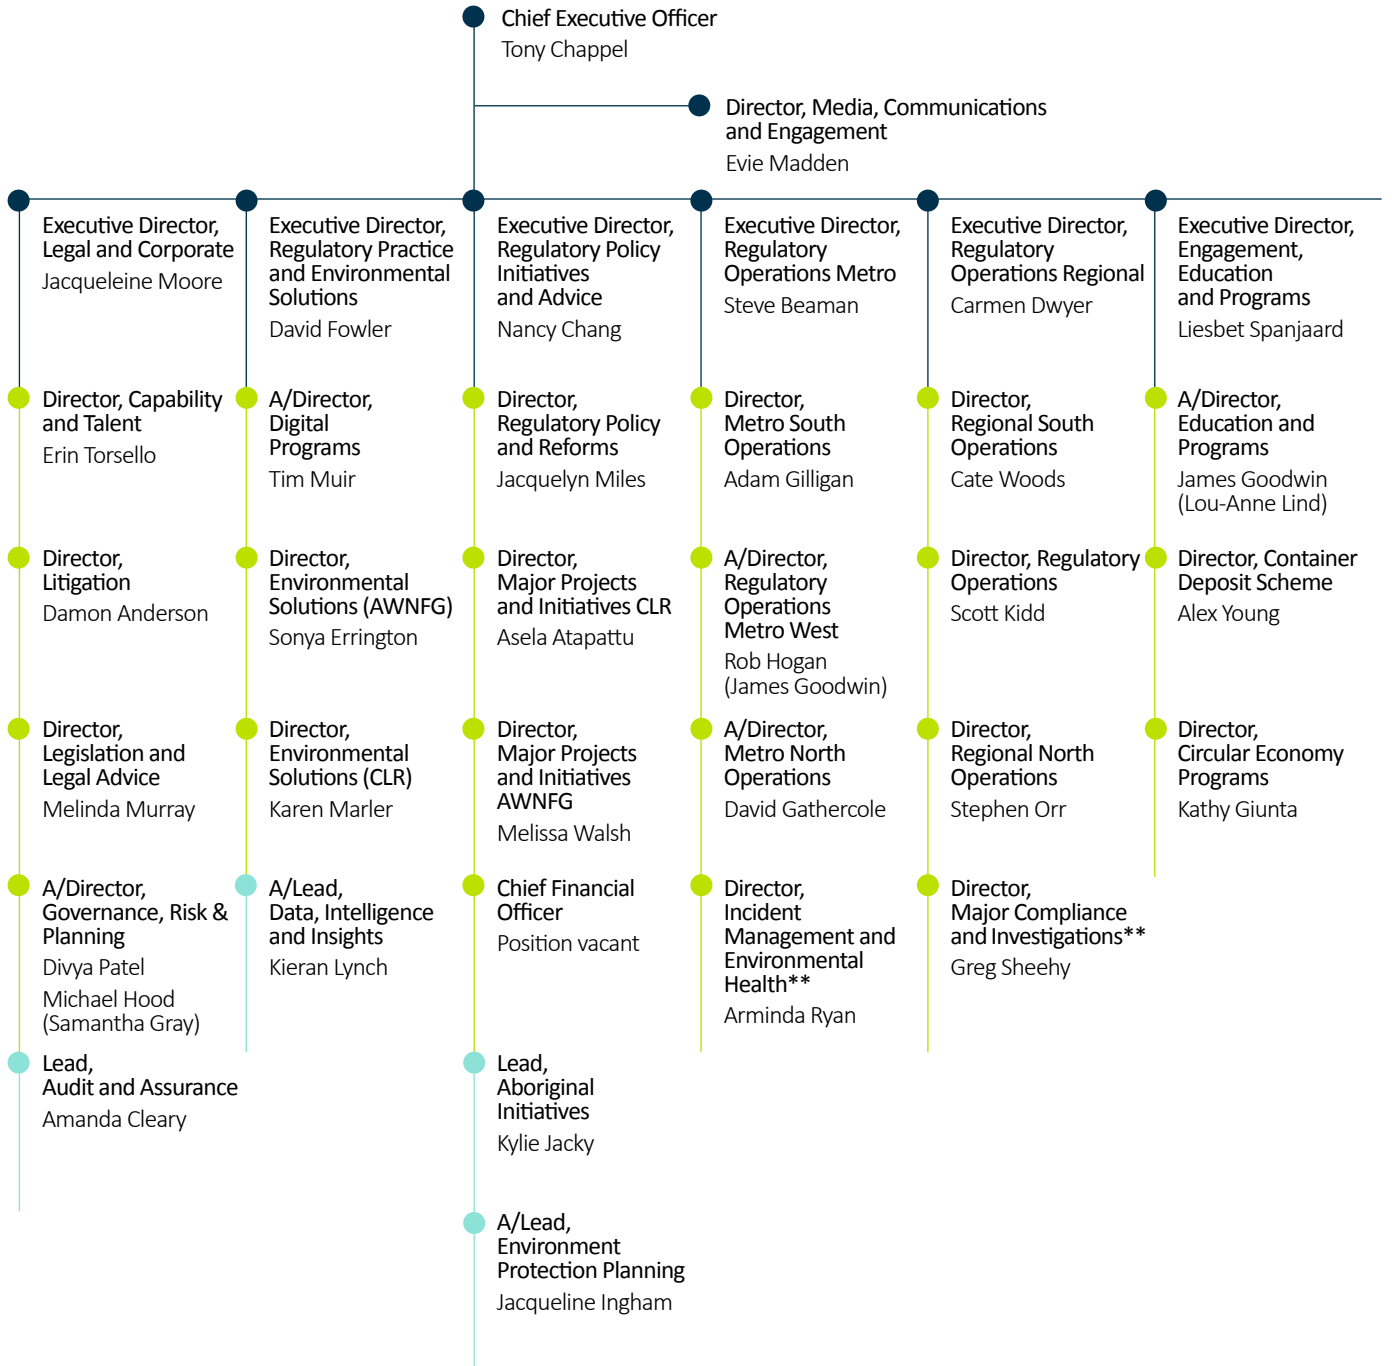 Chief Executive Officer
Tony Chappel
Director, Media, Communications
and Engagement
Evie Madden
Executive Director,
Legal and Corporate
Jacqueleine Moore
Director, Capability
and Talent
Erin Torsello
Director,
Litigation
Damon Anderson
Director,
Legislation and
Legal Advice
Melinda Murray
A/Director,
Governance, Risk &
Planning
Divya Patel
Michael Hood
(Samantha Gray)
Lead,
Audit and Assurance
Amanda Cleary
Executive Director,
Regulatory Practice
and Environmental
Solutions
David Fowler
A/Director,
Digital
Programs
Tim Muir
Director,
Environmental
Solutions (AWNFG)
Sonya Errington
Director,
Environmental
Solutions (CLR)
Karen Marler
A/Lead,
Data, Intelligence
and Insights
Kieran Lynch
Executive Director,
Regulatory Policy
Initiatives
and Advice
Nancy Chang
Director,
Regulatory Policy
and Reforms
Jacquelyn Miles
Director,
Major Projects
and Initiatives CLR
Asela Atapattu
Director,
Major Projects
and Initiatives
AWNFG
Melissa Walsh
Chief Financial
Officer
Position vacant
Lead,
Aboriginal
Initiatives
Kylie Jacky
A/Lead,
Environment
Protection Planning
Jacqueline Ingham
Executive Director,
Regulatory
Operations Metro
Steve Beaman
Director,
Metro South
Operations
Adam Gilligan
A/Director,
Regulatory
Operations
Metro West
Rob Hogan
(James Goodwin)
A/Director,
Metro North
Operations
David Gathercole
Director,
Incident
Management and
Environmental
Health**
Arminda Ryan
Executive Director,
Regulatory
Operations Regional
Carmen Dwyer
Director,
Regional South
Operations
Cate Woods
Director, Regulatory
Operations
Scott Kidd
Director,
Regional North
Operations
Stephen Orr
Director,
Major Compliance
and Investigations**
Greg Sheehy
Executive Director,
Engagement,
Education
and Programs
Liesbet Spanjaard
A/Director,
Education and
Programs
James Goodwin
(Lou-Anne Lind)
Director, Container
Deposit Scheme
Alex Young
Director,
Circular Economy
Programs
Kathy Giunta